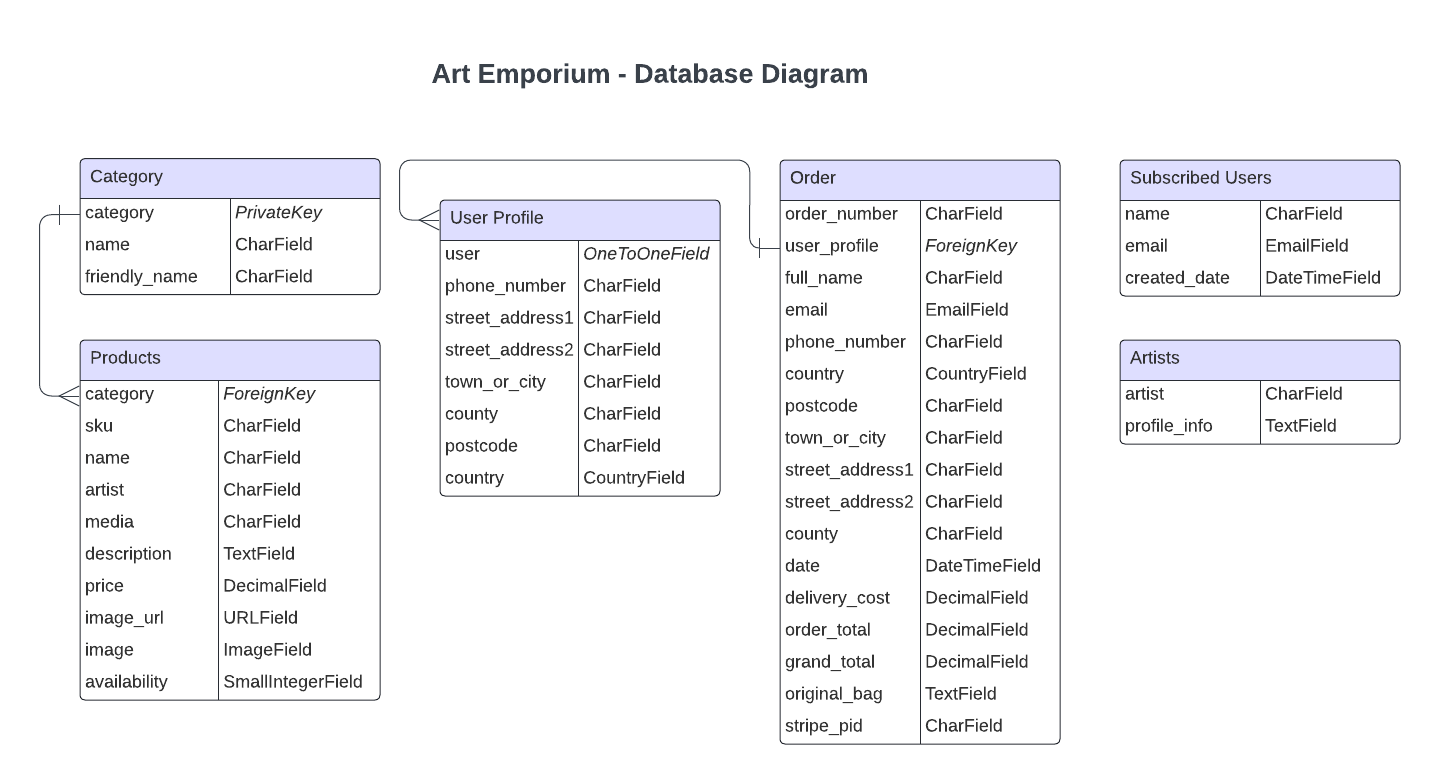 Art Emporium - Database Diagram
Category
category PrivateKey
name CharField
friendly_name CharField
Products
category ForeignKey
sku CharField
name CharField
artist CharField
media CharField
description TextField
price DecimalField
image_url URLField
image ImageField
availability SmallIntegerField
User Profile
user OneToOneField
phone_number CharField
street_address1 CharField
street_address2 CharField
town_or_city CharField
county CharField
postcode CharField
country CountryField
Order
order_number CharField
user_profile ForeignKey
full_name CharField
email EmailField
phone_number CharField
country CountryField
postcode CharField
town_or_city CharField
street_address1 CharField
street_address2 CharField
county CharField
date DateTimeField
delivery_cost DecimalField
order_total DecimalField
grand_total DecimalField
original_bag TextField
stripe_pid CharField
Subscribed Users
name CharField
email EmailField
created_date DateTimeField
Artists
artist CharField
profile_info TextField